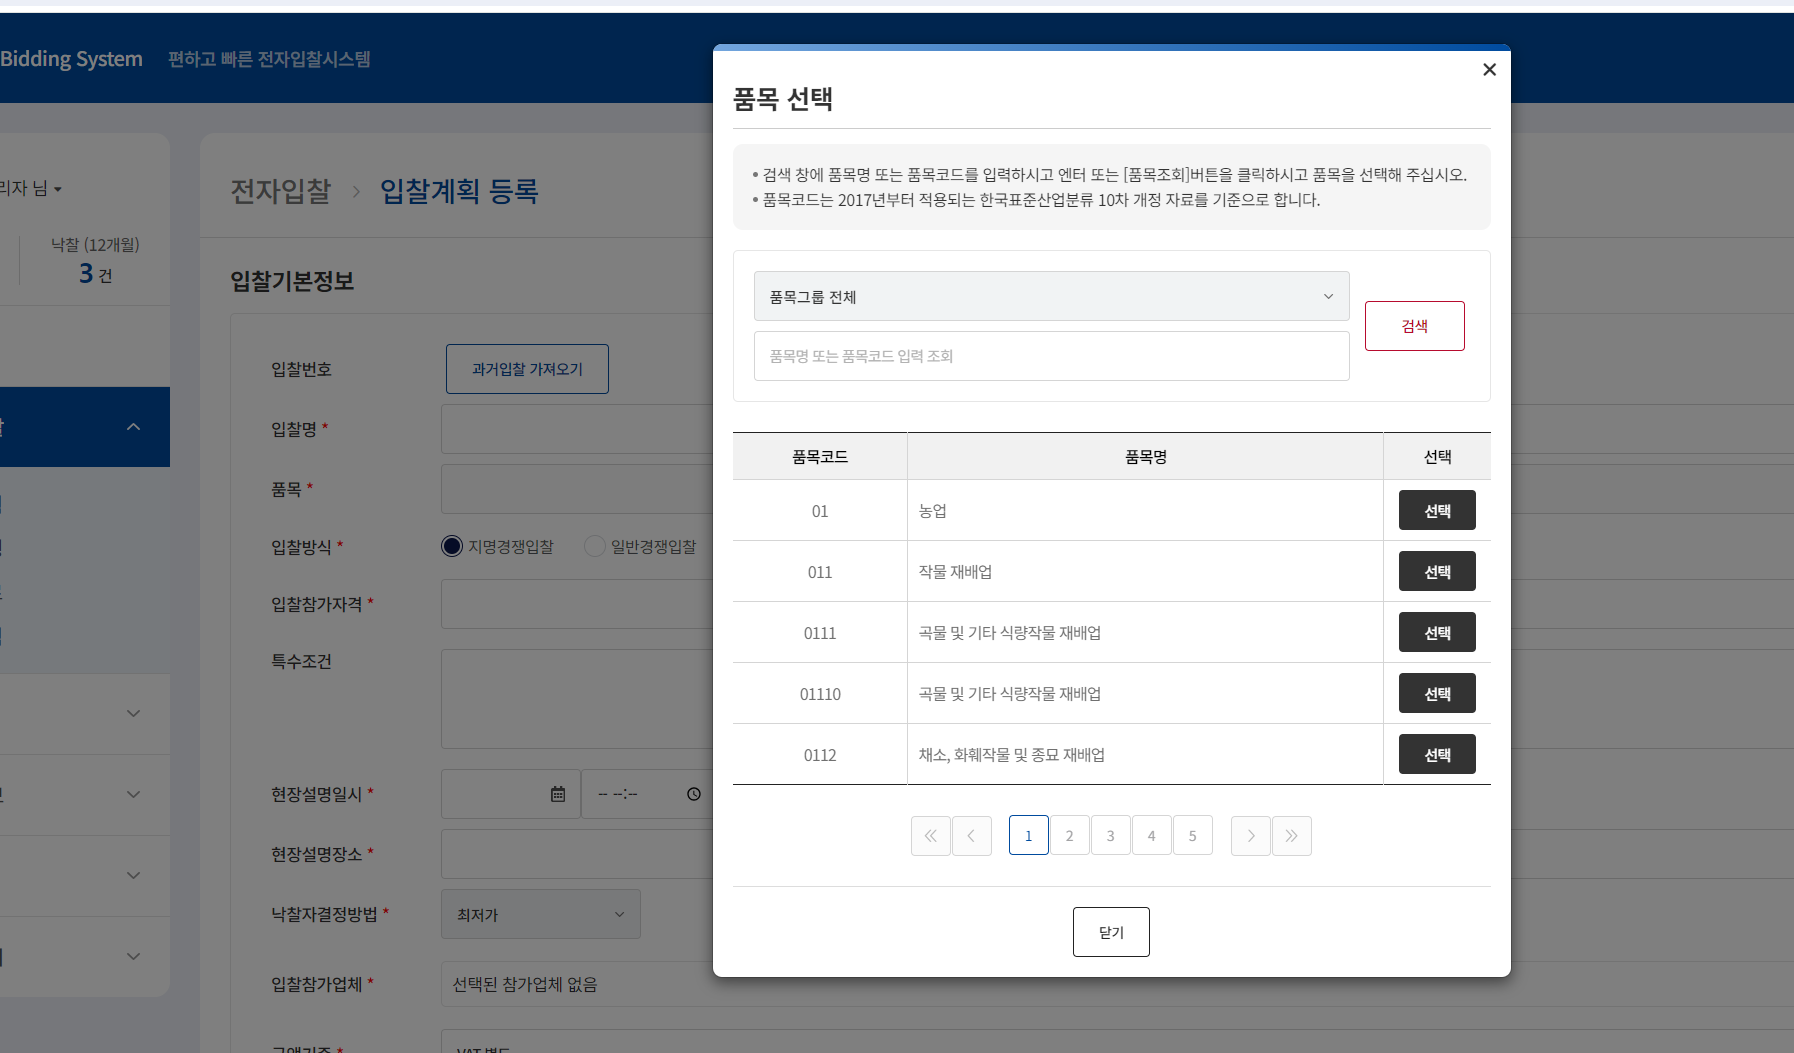 Bidding System 편하고 빠른 전자입찰시스템
리자 님
낙찰 (12개월)
3 건
전자입찰 > 입찰계획 등록
입찰기본정보
입찰번호
과거입찰 가져오기
입찰명 *
품목 *
입찰방식 *
지명경쟁입찰
일반경쟁입찰
입찰참가자격 *
특수조건
현장설명일시 *
-- --:--
현장설명장소 *
낙찰자결정방법 *
최저가
입찰참가업체 *
선택된 참가업체 없음
품목 선택
• 검색 창에 품목명 또는 품목코드를 입력하시고 엔터 또는 [품목조회]버튼을 클릭하시고 품목을 선택해 주십시오.
• 품목코드는 2017년부터 적용되는 한국표준산업분류 10차 개정 자료를 기준으로 합니다.
품목그룹 전체
품목명 또는 품목코드 입력 조회
검색
품목코드 품목명 선택
01 농업 선택
011 작물 재배업 선택
0111 곡물 및 기타 식량작물 재배업 선택
01110 곡물 및 기타 식량작물 재배업 선택
0112 채소, 화훼작물 및 종묘 재배업 선택
1 2 3 4 5
닫기